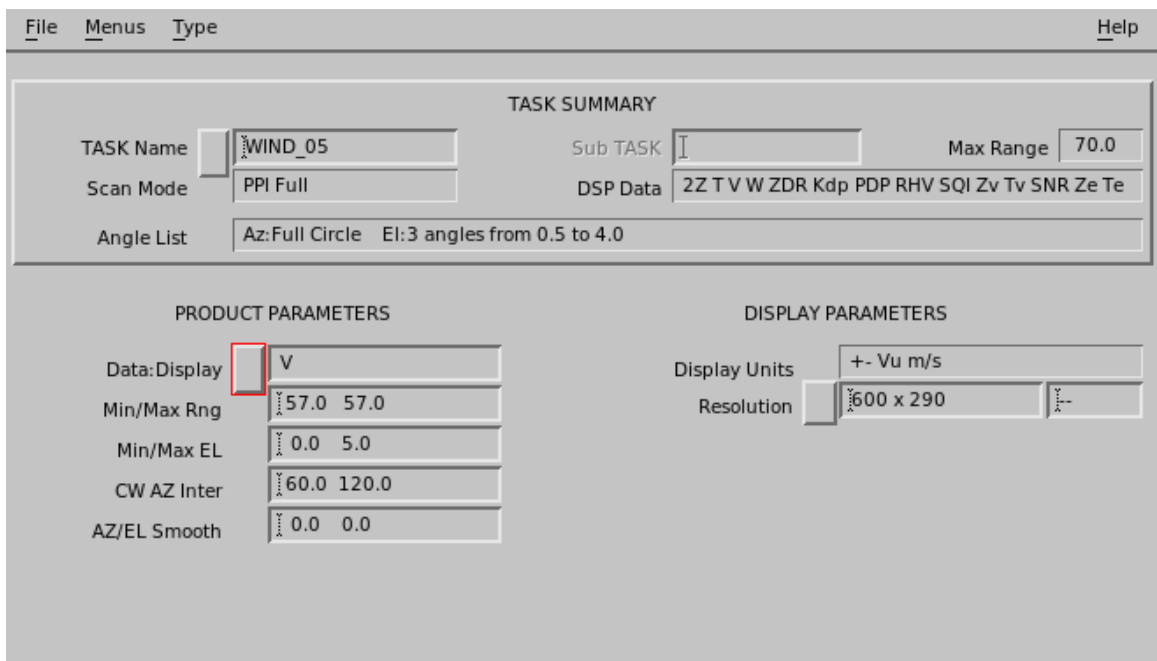 File Menus Type Help
TASK SUMMARY
TASK Name WIND_05 Sub TASK Max Range 70.0
Scan Mode PPI Full DSP Data 2Z T V W ZDR Kdp PDP RHV SQI Zv Tv SNR Ze Te
Angle List Az:Full Circle El:3 angles from 0.5 to 4.0
PRODUCT PARAMETERS DISPLAY PARAMETERS
Data:Display V Display Units +- Vu m/s
Min/Max Rng 57.0 57.0 Resolution 600 x 290 --
Min/Max EL 0.0 5.0
CW AZ Inter 60.0 120.0
AZ/EL Smooth 0.0 0.0